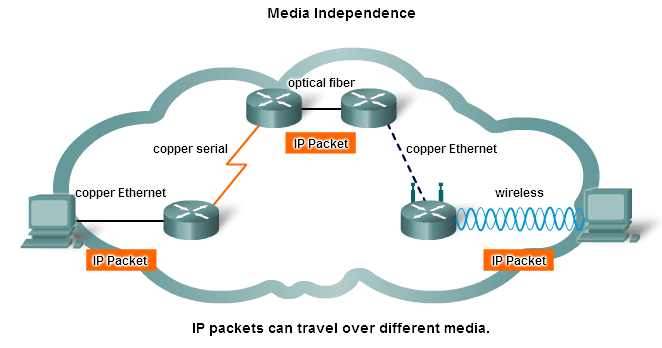 Media Independence
optical fiber
IP Packet
copper serial
copper Ethernet
copper Ethernet
wireless
IP Packet
IP Packet
IP packets can travel over different media.